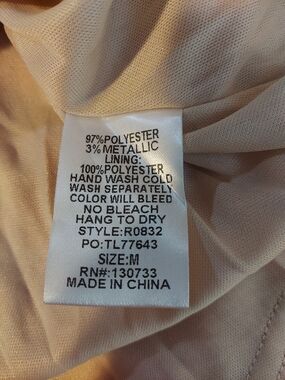 97%POLYESTER
3% METALLIC
LINING:
100%POLYESTER
HAND WASH COLD
WASH SEPARATELY
COLOR WILL BLEED
NO BLEACH
HANG TO DRY
STYLE:R0832
PO:TL77643
SIZE:M
RN#:130733
MADE IN CHINA